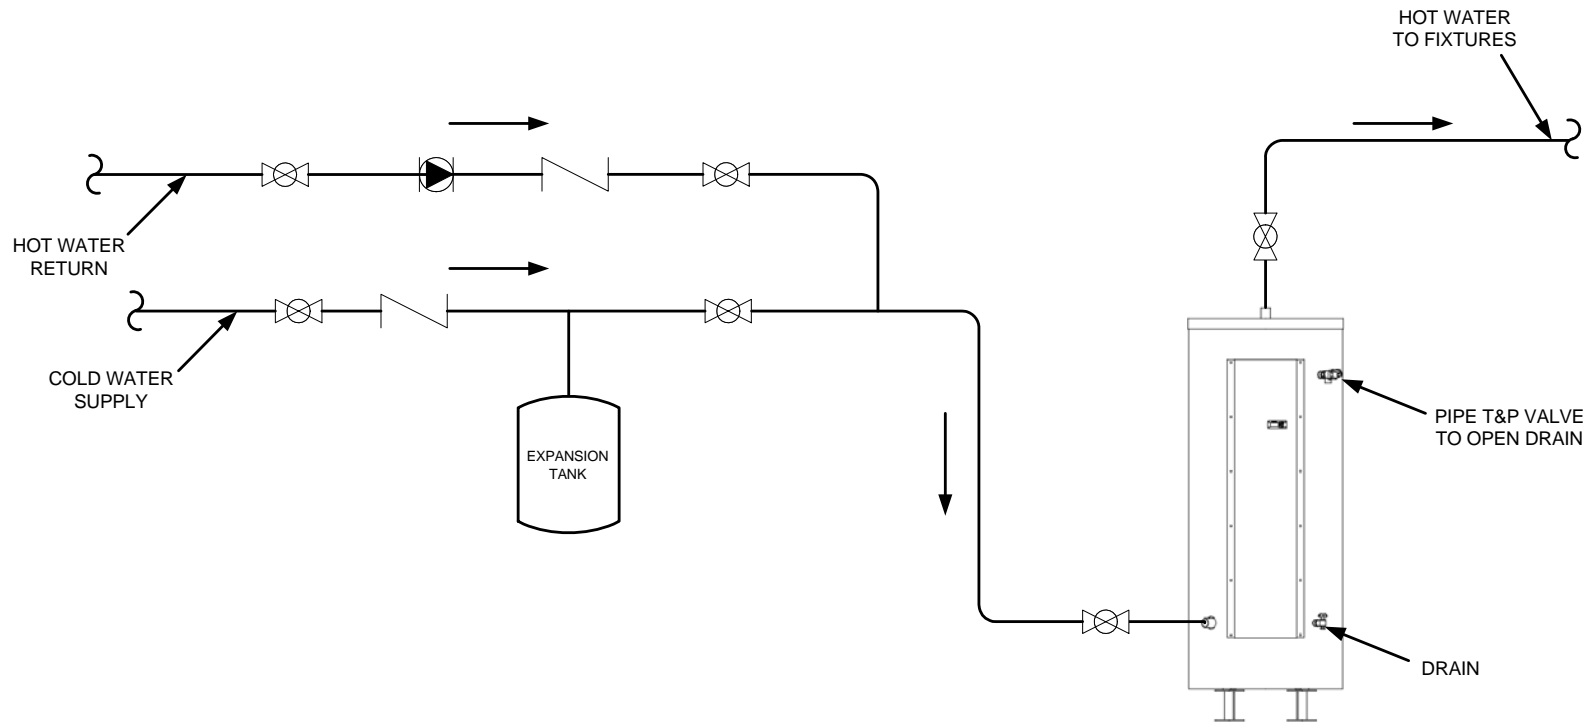 HOT WATER
TO FIXTURES
HOT WATER
RETURN
COLD WATER
SUPPLY
EXPANSION
TANK
PIPE T&P VALVE
TO OPEN DRAIN
DRAIN